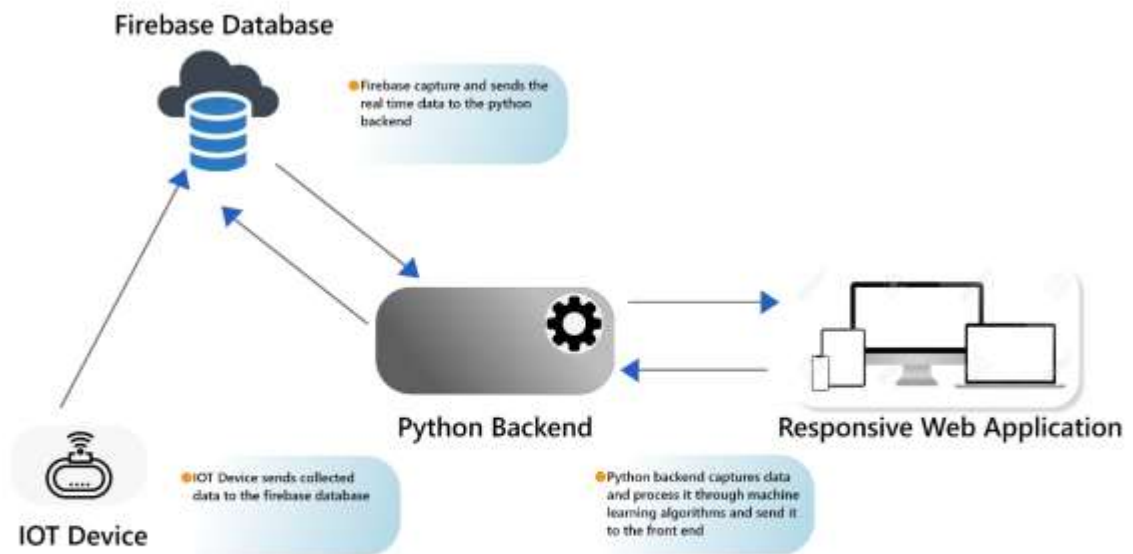 Firebase Database
Firebase capture and sends the
real time data to the python
backend
Python Backend
Responsive Web Application
IOT Device sends collected
data to the firebase database
Python backend captures data
and process it through machine
learning algorithms and send it
to the front end
IOT Device